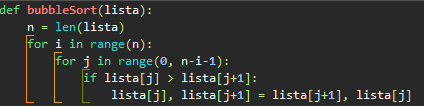 def bubbleSort(lista):
    n = len(lista)
    for i in range(n):
        for j in range(0, n-i-1):
            if lista[j] > lista[j+1]:
                lista[j], lista[j+1] = lista[j+1], lista[j]